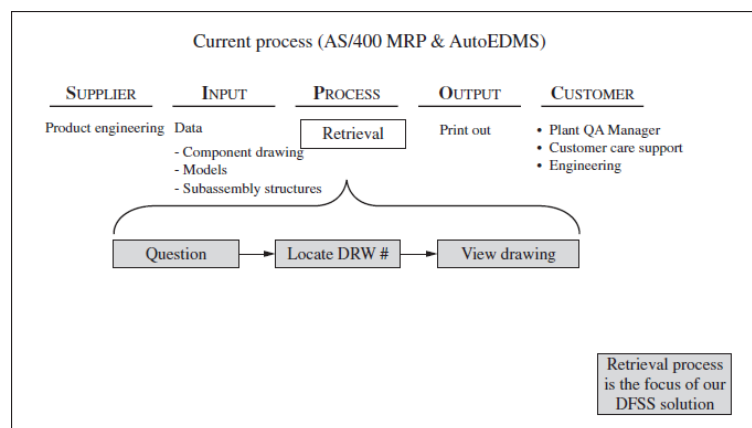 Current process (AS/400 MRP & AutoEDMS)
SUPPLIER INPUT PROCESS OUTPUT CUSTOMER
Product engineering
Data
- Component drawing
- Models
- Subassembly structures
Retrieval
Print out
• Plant QA Manager
• Customer care support
• Engineering
Question
Locate DRW #
View drawing
Retrieval process
is the focus of our
DFSS solution